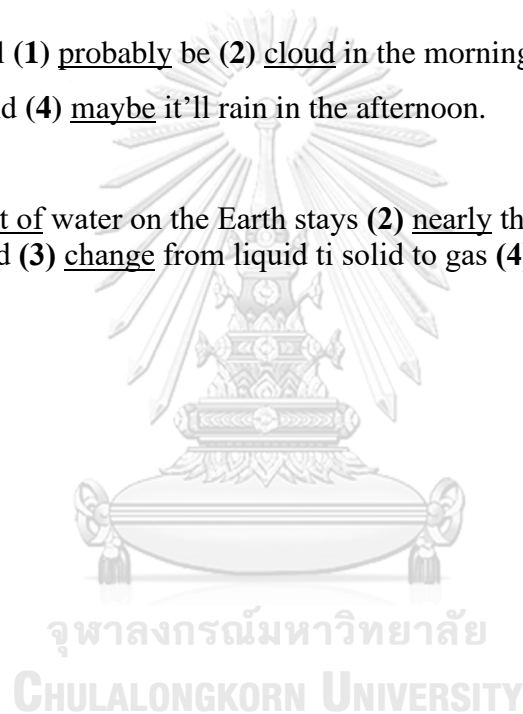 (1) probably be (2) cloud in the morning
(4) maybe it’ll rain in the afternoon.
of water on the Earth stays (2) nearly
(3) change from liquid ti solid to gas (4
จุฬาลงกรณ์มหาวิทยาลัย
CHULALONGKORN UNIVERSITY